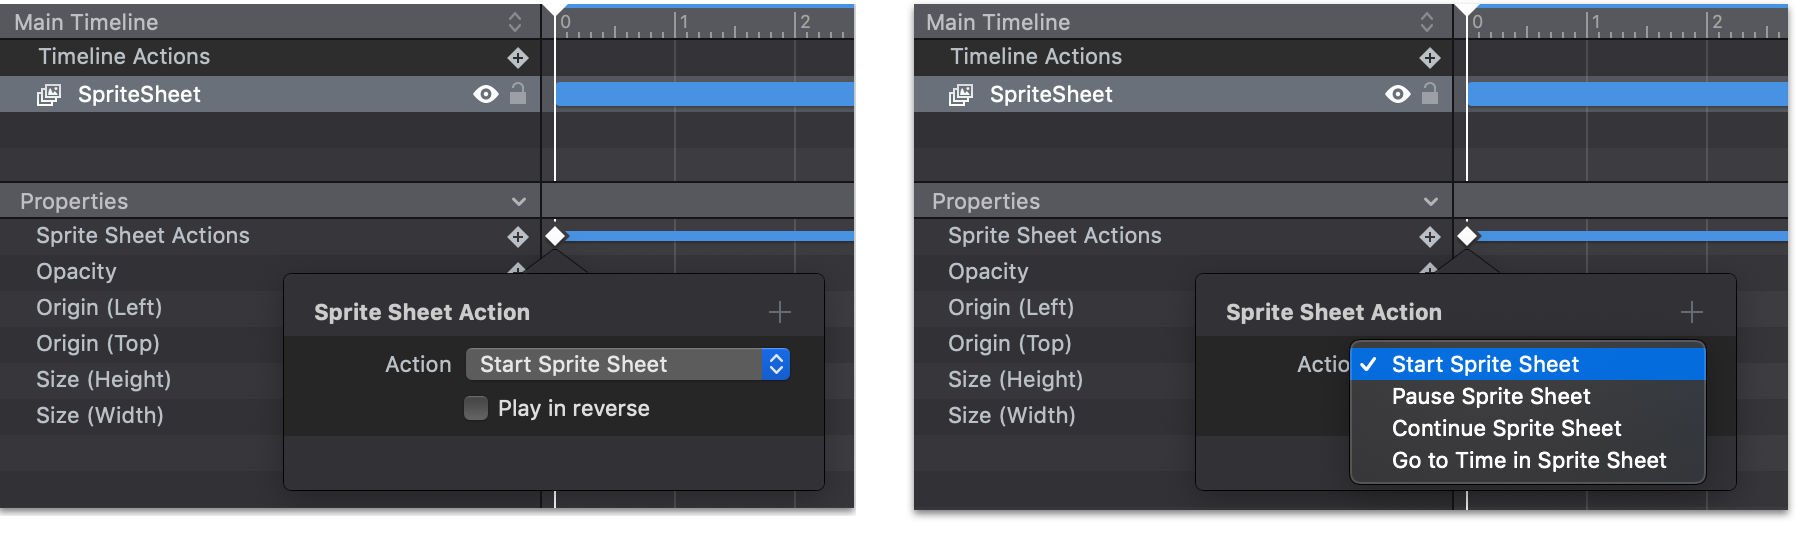 Main Timeline
0 1 2
Timeline Actions
SpriteSheet
Properties
Sprite Sheet Actions
Opacity
Origin (Left)
Origin (Top)
Size (Height)
Size (Width)
Sprite Sheet Action
Action Start Sprite Sheet
Play in reverse
Main Timeline
0 1 2
Timeline Actions
SpriteSheet
Properties
Sprite Sheet Actions
Opacity
Origin (Left)
Origin (Top)
Size (Height)
Size (Width)
Sprite Sheet Action
Actio
Start Sprite Sheet
Pause Sprite Sheet
Continue Sprite Sheet
Go to Time in Sprite Sheet